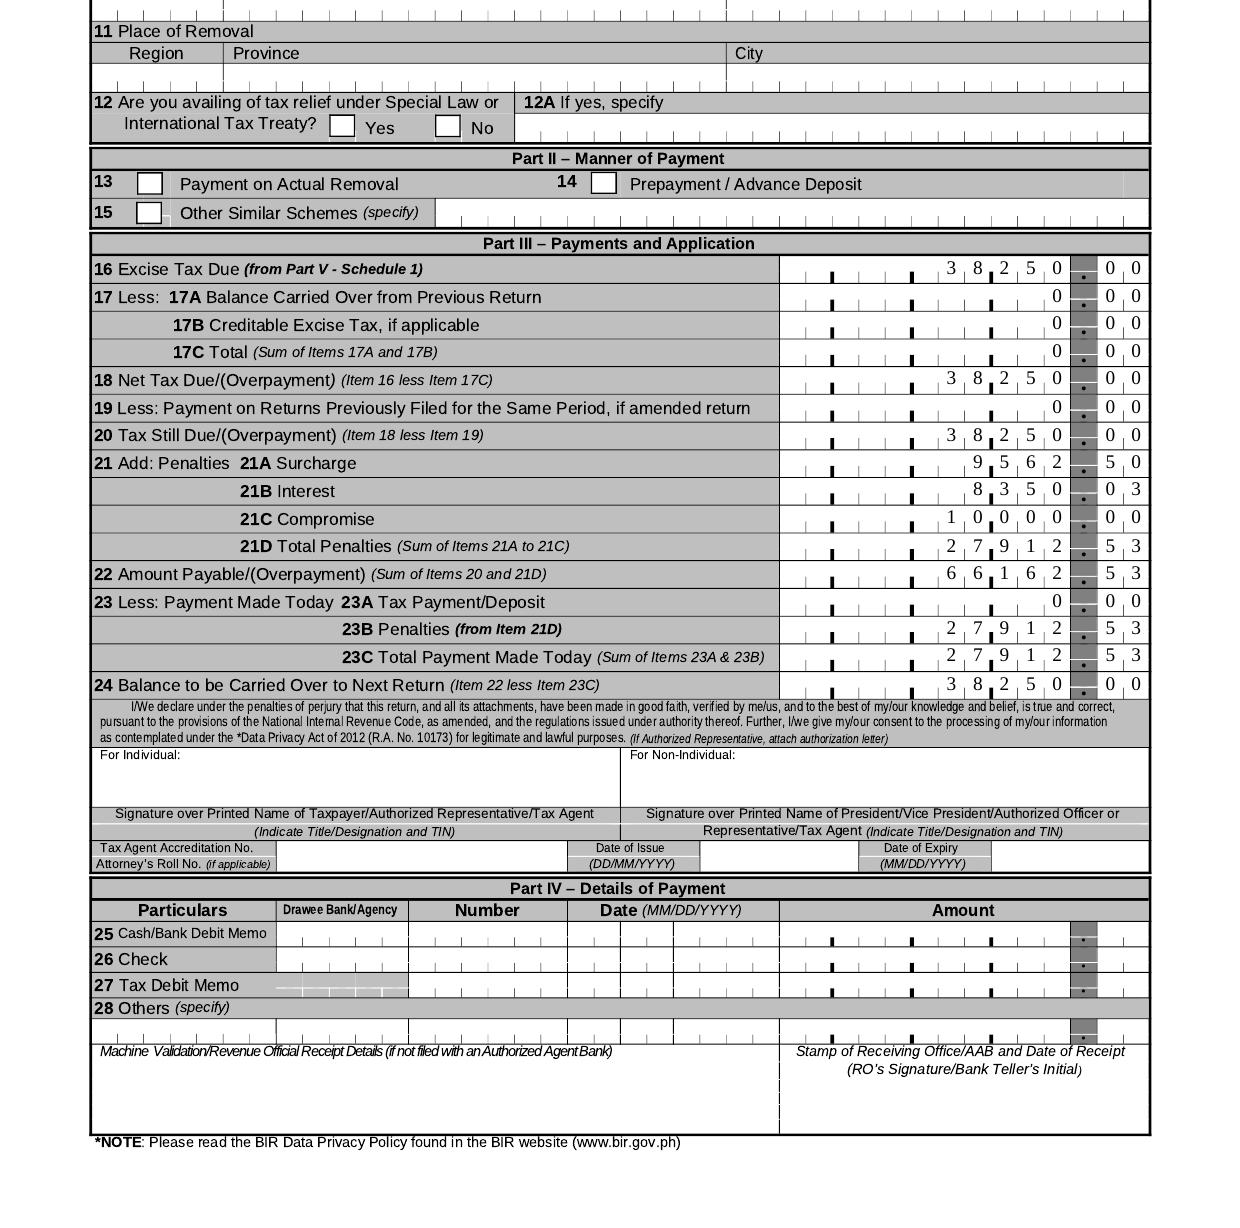 11 Place of Removal
Region Province City
12 Are you availing of tax relief under Special Law or 12A If yes, specify
International Tax Treaty? Yes No
Part II – Manner of Payment
13 Payment on Actual Removal 14 Prepayment / Advance Deposit
15 Other Similar Schemes (specify)
Part III – Payments and Application
16 Excise Tax Due (from Part V - Schedule 1) 38250.00
17 Less: 17A Balance Carried Over from Previous Return 0.00
17B Creditable Excise Tax, if applicable 0.00
17C Total (Sum of Items 17A and 17B) 0.00
18 Net Tax Due/(Overpayment) (Item 16 less Item 17C) 38250.00
19 Less: Payment on Returns Previously Filed for the Same Period, if amended return 0.00
20 Tax Still Due/(Overpayment) (Item 18 less Item 19) 38250.00
21 Add: Penalties 21A Surcharge 9562.50
21B Interest 8350.03
21C Compromise 10000.00
21D Total Penalties (Sum of Items 21A to 21C) 27912.53
22 Amount Payable/(Overpayment) (Sum of Items 20 and 21D) 66162.53
23 Less: Payment Made Today 23A Tax Payment/Deposit 0.00
23B Penalties (from Item 21D) 27912.53
23C Total Payment Made Today (Sum of Items 23A & 23B) 27912.53
24 Balance to be Carried Over to Next Return (Item 22 less Item 23C) 38250.00
I/We declare under the penalties of perjury that this return, and all its attachments, have been made in good faith, verified by me/us, and to the best of my/our knowledge and belief, is true and correct,
pursuant to the provisions of the National Internal Revenue Code, as amended, and the regulations issued under authority thereof. Further, I/we give my/our consent to the processing of my/our information
as contemplated under the *Data Privacy Act of 2012 (R.A. No. 10173) for legitimate and lawful purposes. (If Authorized Representative, attach authorization letter)
For Individual: For Non-Individual:
Signature over Printed Name of Taxpayer/Authorized Representative/Tax Agent Signature over Printed Name of President/Vice President/Authorized Officer or
(Indicate Title/Designation and TIN) Representative/Tax Agent (Indicate Title/Designation and TIN)
Tax Agent Accreditation No. Date of Issue Date of Expiry
Attorney's Roll No. (if applicable) (DD/MM/YYYY) (MM/DD/YYYY)
Part IV – Details of Payment
Particulars Drawee Bank/Agency Number Date (MM/DD/YYYY) Amount
25 Cash/Bank Debit Memo
26 Check
27 Tax Debit Memo
28 Others (specify)
Machine Validation/Revenue Official Receipt Details (if not filed with an Authorized Agent Bank) Stamp of Receiving Office/AAB and Date of Receipt
(RO's Signature/Bank Teller's Initial)
*NOTE: Please read the BIR Data Privacy Policy found in the BIR website (www.bir.gov.ph)